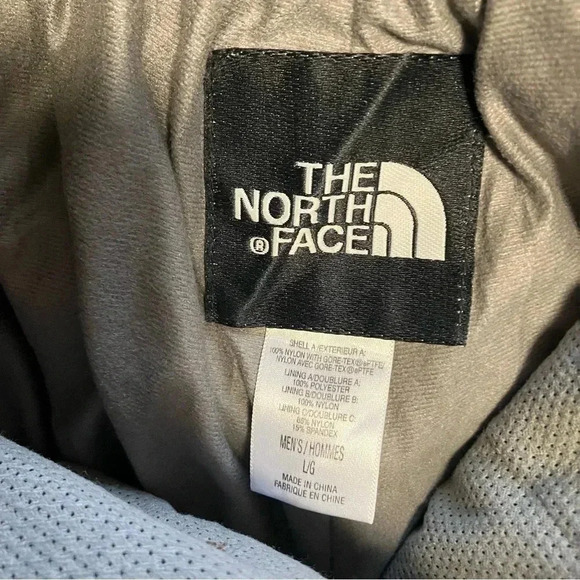 THE
NORTH
® FACE
SHELL A/EXTERIEUR A:
100% NYLON WITH GORE-TEX® ePTFE
NYLON AVEC GORE-TEX® ePTFE
LINING A/DOUBLURE A:
100% POLYESTER
LINING B/DOUBLURE B:
100% NYLON
LINING C/DOUBLURE C:
85% NYLON
15% SPANDEX
MEN'S / HOMMES
L/G
MADE IN CHINA
FABRIQUE EN CHINE